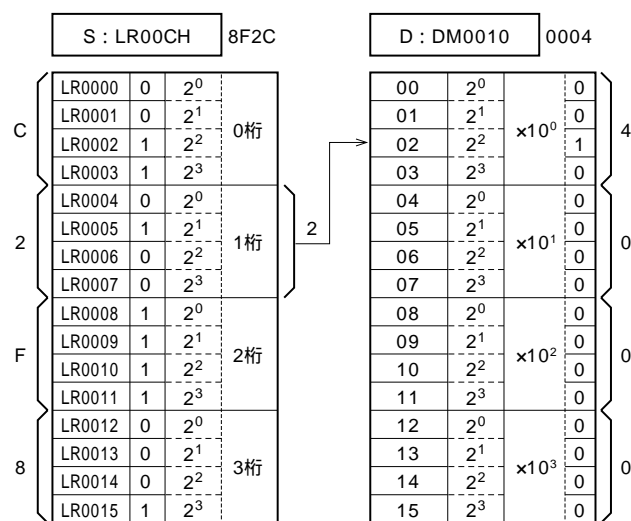 S：LR00CH 8F2C D：DM0010 0004
LR0000 0 2⁰ 00 2⁰ 0
LR0001 0 2¹ 01 2¹ 0
C 0桁 ×10⁰ 4
LR0002 1 2² 02 2² 1
LR0003 1 2³ 03 2³ 0
LR0004 0 2⁰ 04 2⁰ 0
LR0005 1 2¹ 2 05 2¹ 0
2 1桁 ×10¹ 0
LR0006 0 2² 06 2² 0
LR0007 0 2³ 07 2³ 0
LR0008 1 2⁰ 08 2⁰ 0
LR0009 1 2¹ 09 2¹ 0
F 2桁 ×10² 0
LR0010 1 2² 10 2² 0
LR0011 1 2³ 11 2³ 0
LR0012 0 2⁰ 12 2⁰ 0
LR0013 0 2¹ 13 2¹ 0
8 3桁 ×10³ 0
LR0014 0 2² 14 2² 0
LR0015 1 2³ 15 2³ 0